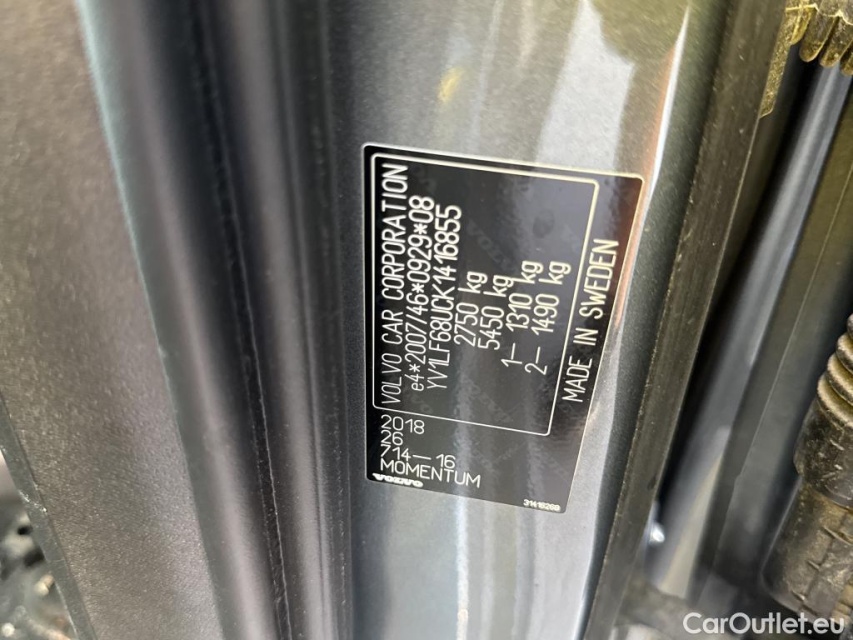 VOLVO CAR CORPORATION
e4*2007/46*0929*08
YV1LF68UCK1416855
2750 kg
5450 kg
1— 1310 kg
2— 1490 kg
MADE IN SWEDEN
2018
26
714—16
MOMENTUM
VOLVO
31418269
CarOutlet.eu